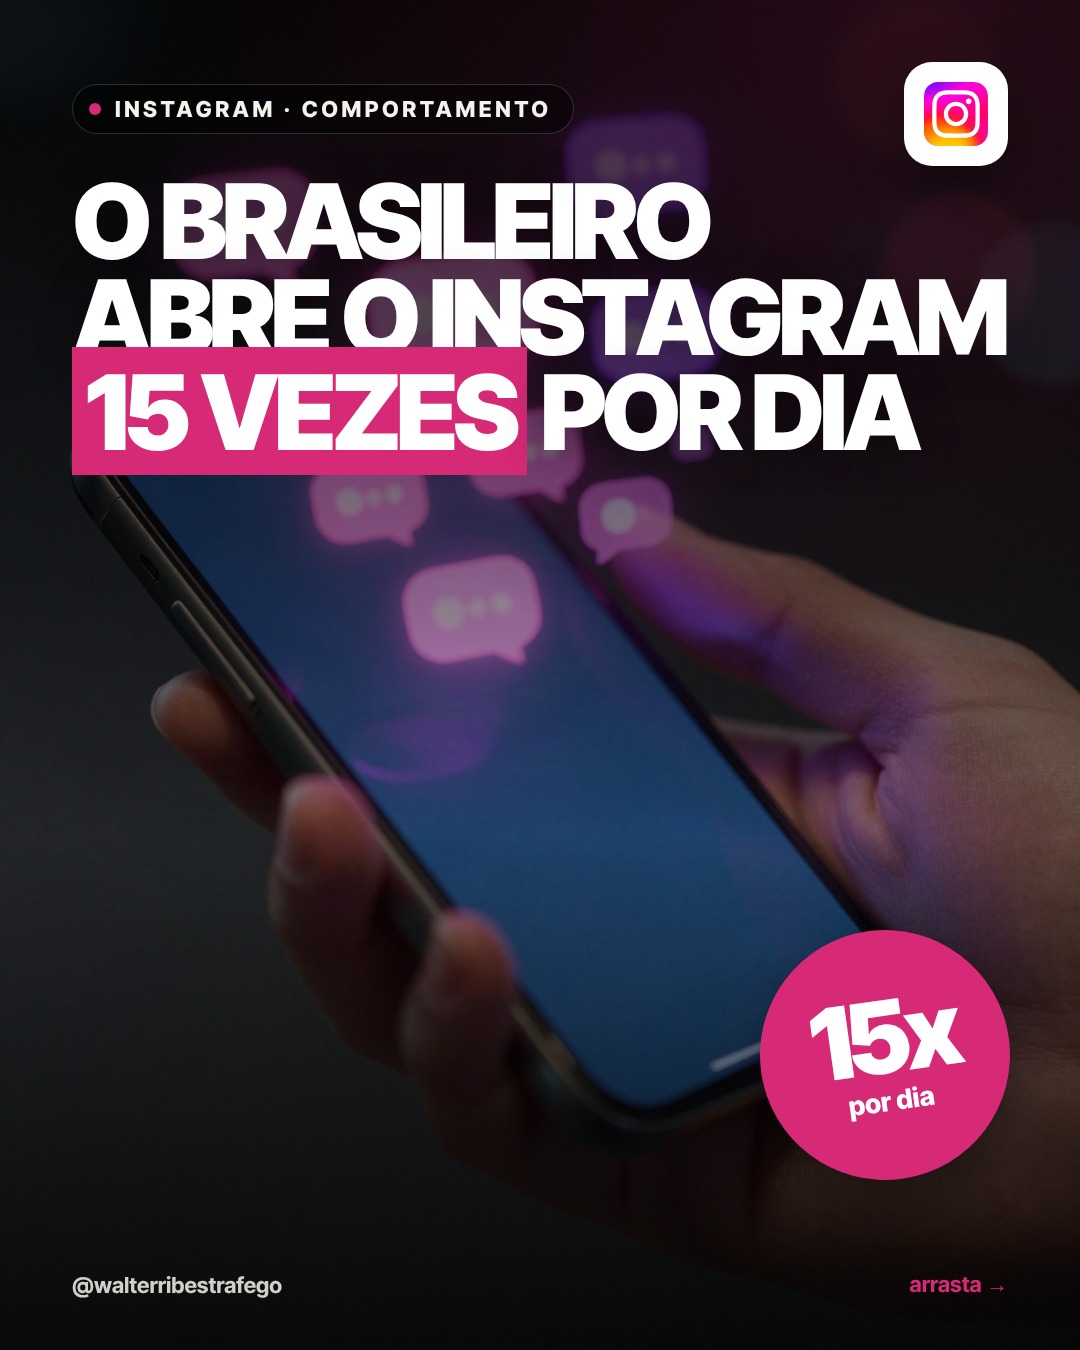 INSTAGRAM · COMPORTAMENTO
O BRASILEIRO
ABRE O INSTAGRAM
15 VEZES POR DIA
15x
por dia
@walterribestrafego
arrasta →